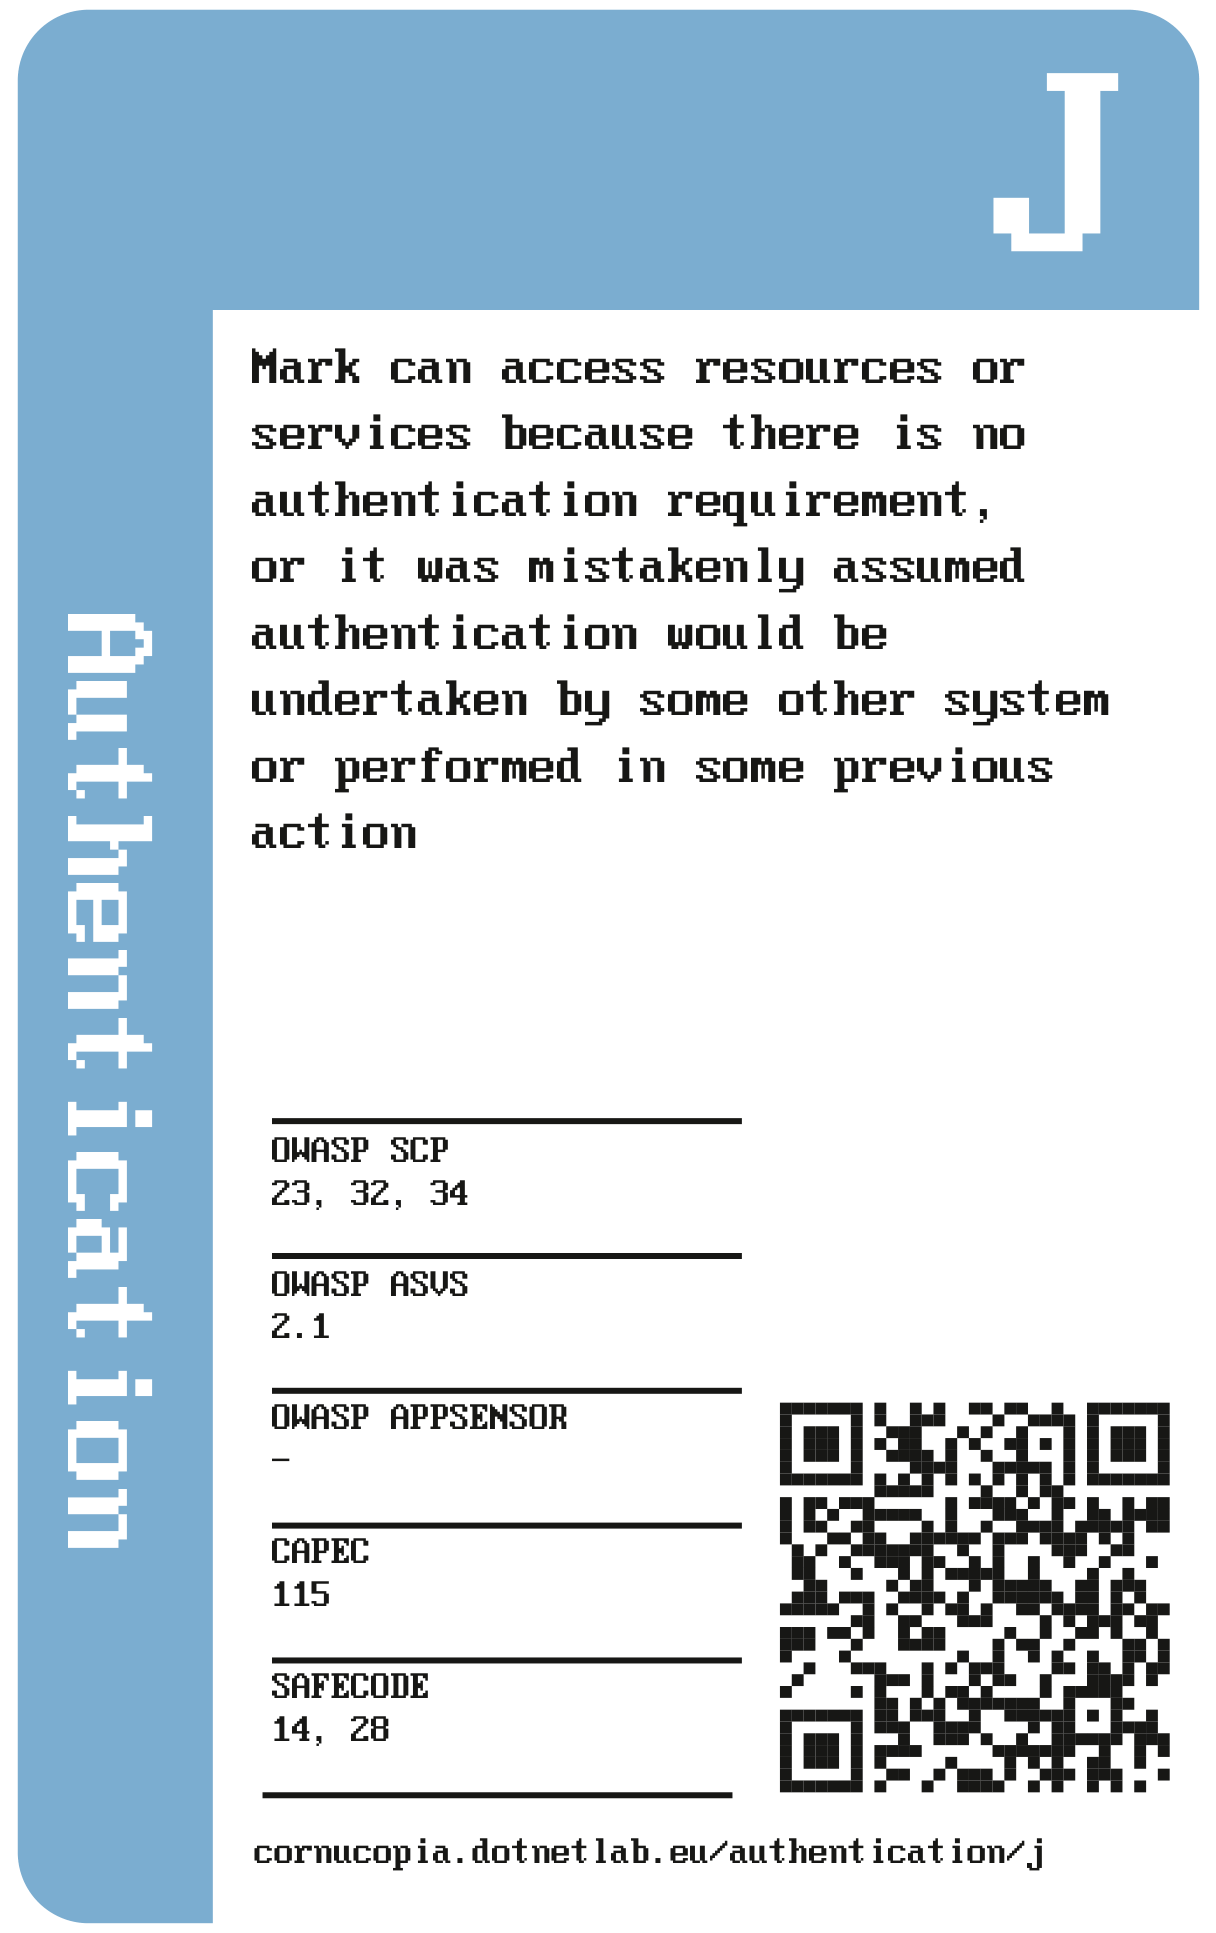 J
Authentication
Mark can access resources or
services because there is no
authentication requirement,
or it was mistakenly assumed
authentication would be
undertaken by some other system
or performed in some previous
action
OWASP SCP
23, 32, 34
OWASP ASVS
2.1
OWASP APPSENSOR
–
CAPEC
115
SAFECODE
14, 28
cornucopia.dotnetlab.eu/authentication/j